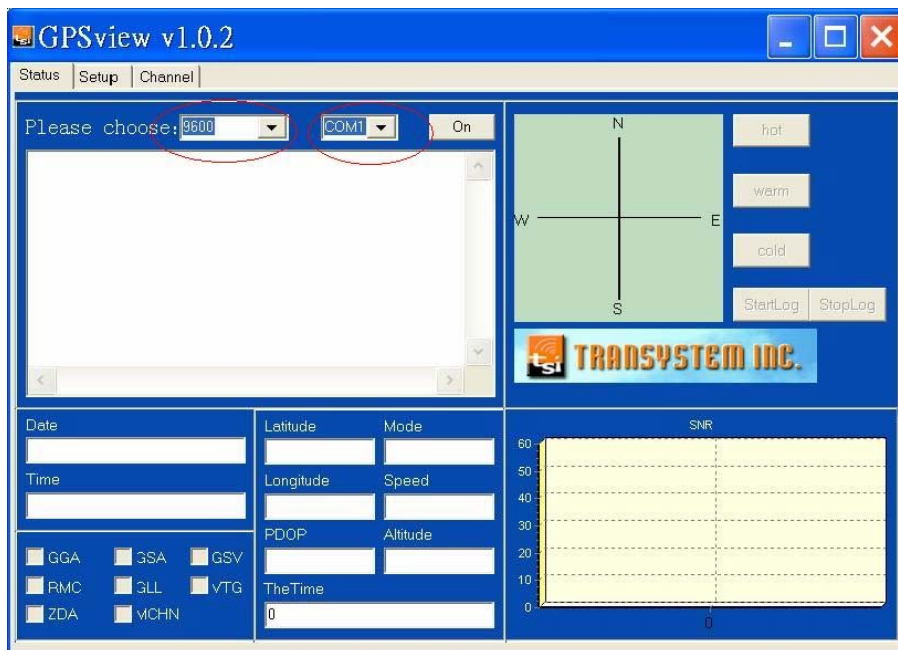 GPSview v1.0.2
Status Setup Channel
Please choose: 9600 COM1 On
N
W E
S
hot
warm
cold
StartLog StopLog
tsi TRANSYSTEM INC.
Date
Time
GGA GSA GSV
RMC GLL VTG
ZDA MCHN
Latitude Mode
Longitude Speed
PDOP Altitude
TheTime
0
SNR
60
50
40
30
20
10
0
0